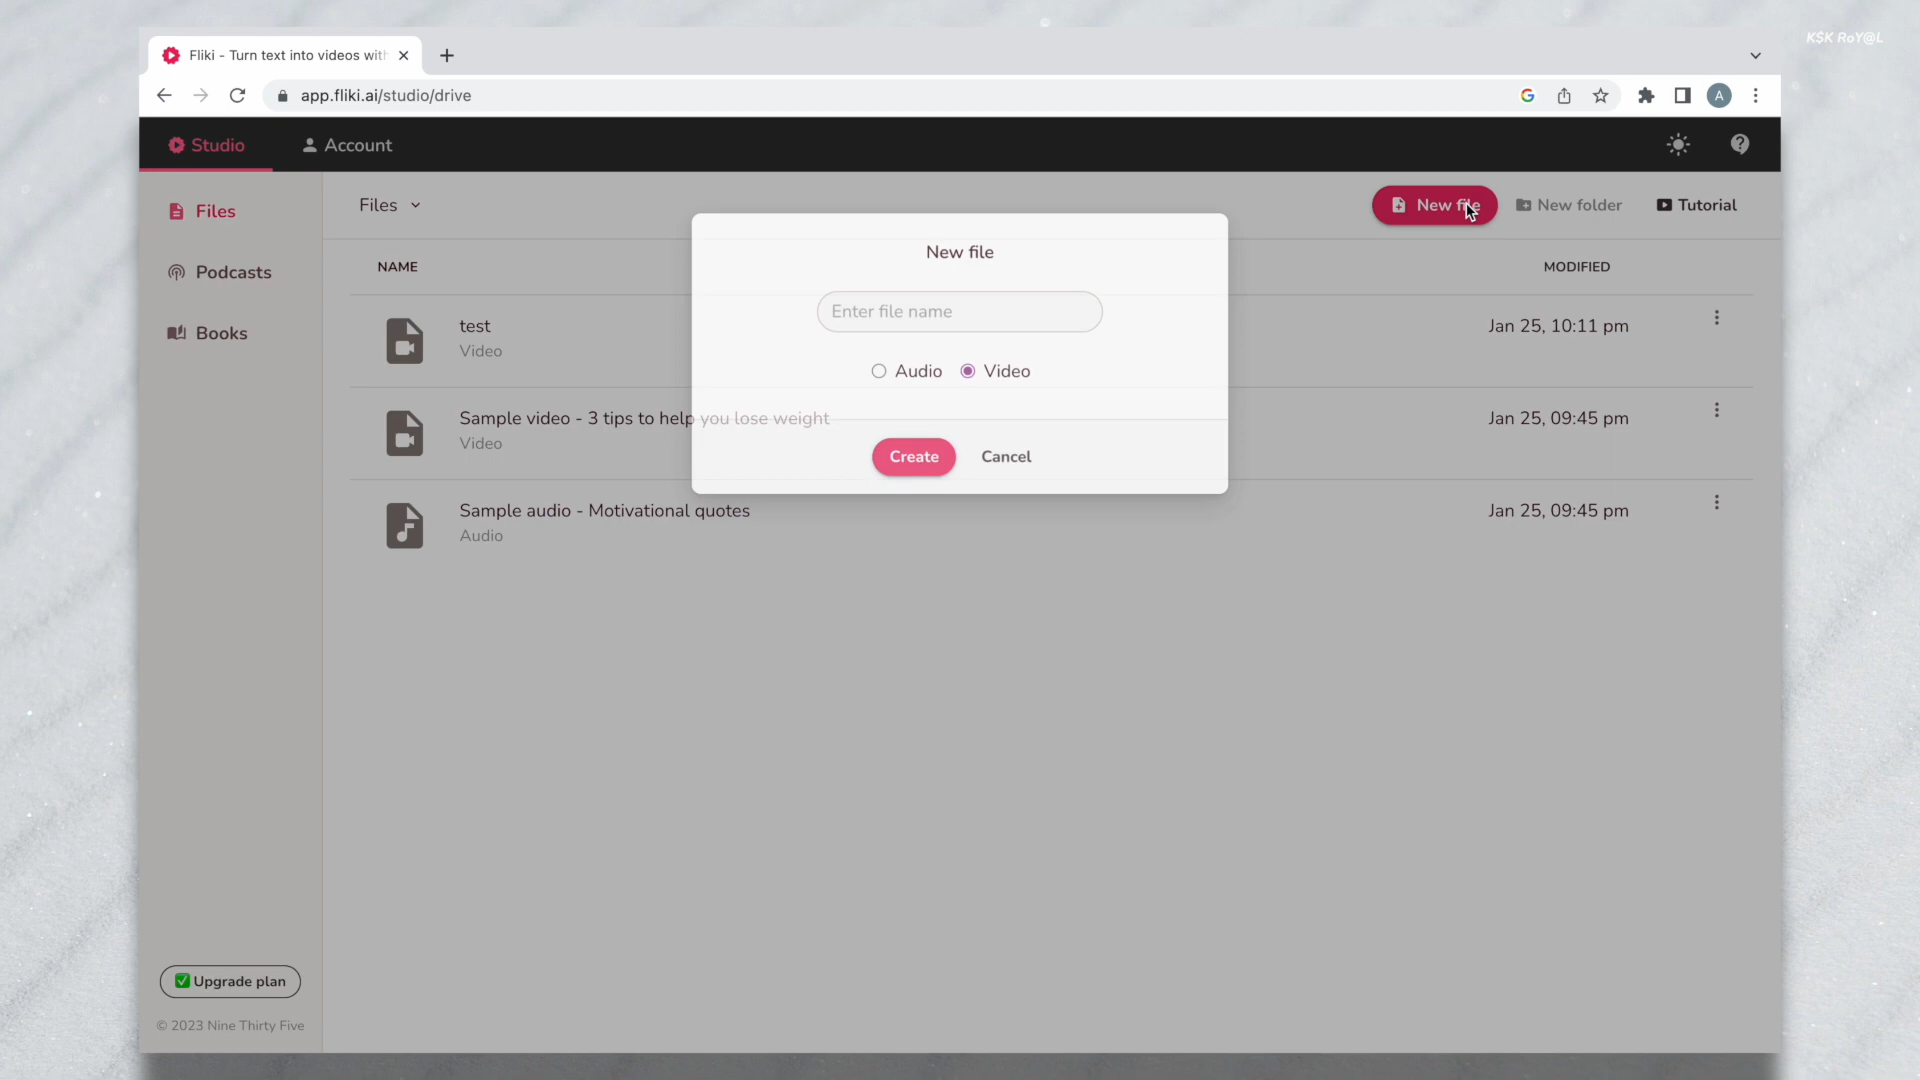 K$K RoY@L
Fliki - Turn text into videos with
app.fliki.ai/studio/drive
A
Studio
Account
Files
Podcasts
Books
Files
New file
New folder
Tutorial
NAME
MODIFIED
test
Video
Jan 25, 10:11 pm
Sample video - 3 tips to help you lose weight
Video
Jan 25, 09:45 pm
Sample audio - Motivational quotes
Audio
Jan 25, 09:45 pm
New file
Enter file name
Audio
Video
Create
Cancel
Upgrade plan
© 2023 Nine Thirty Five